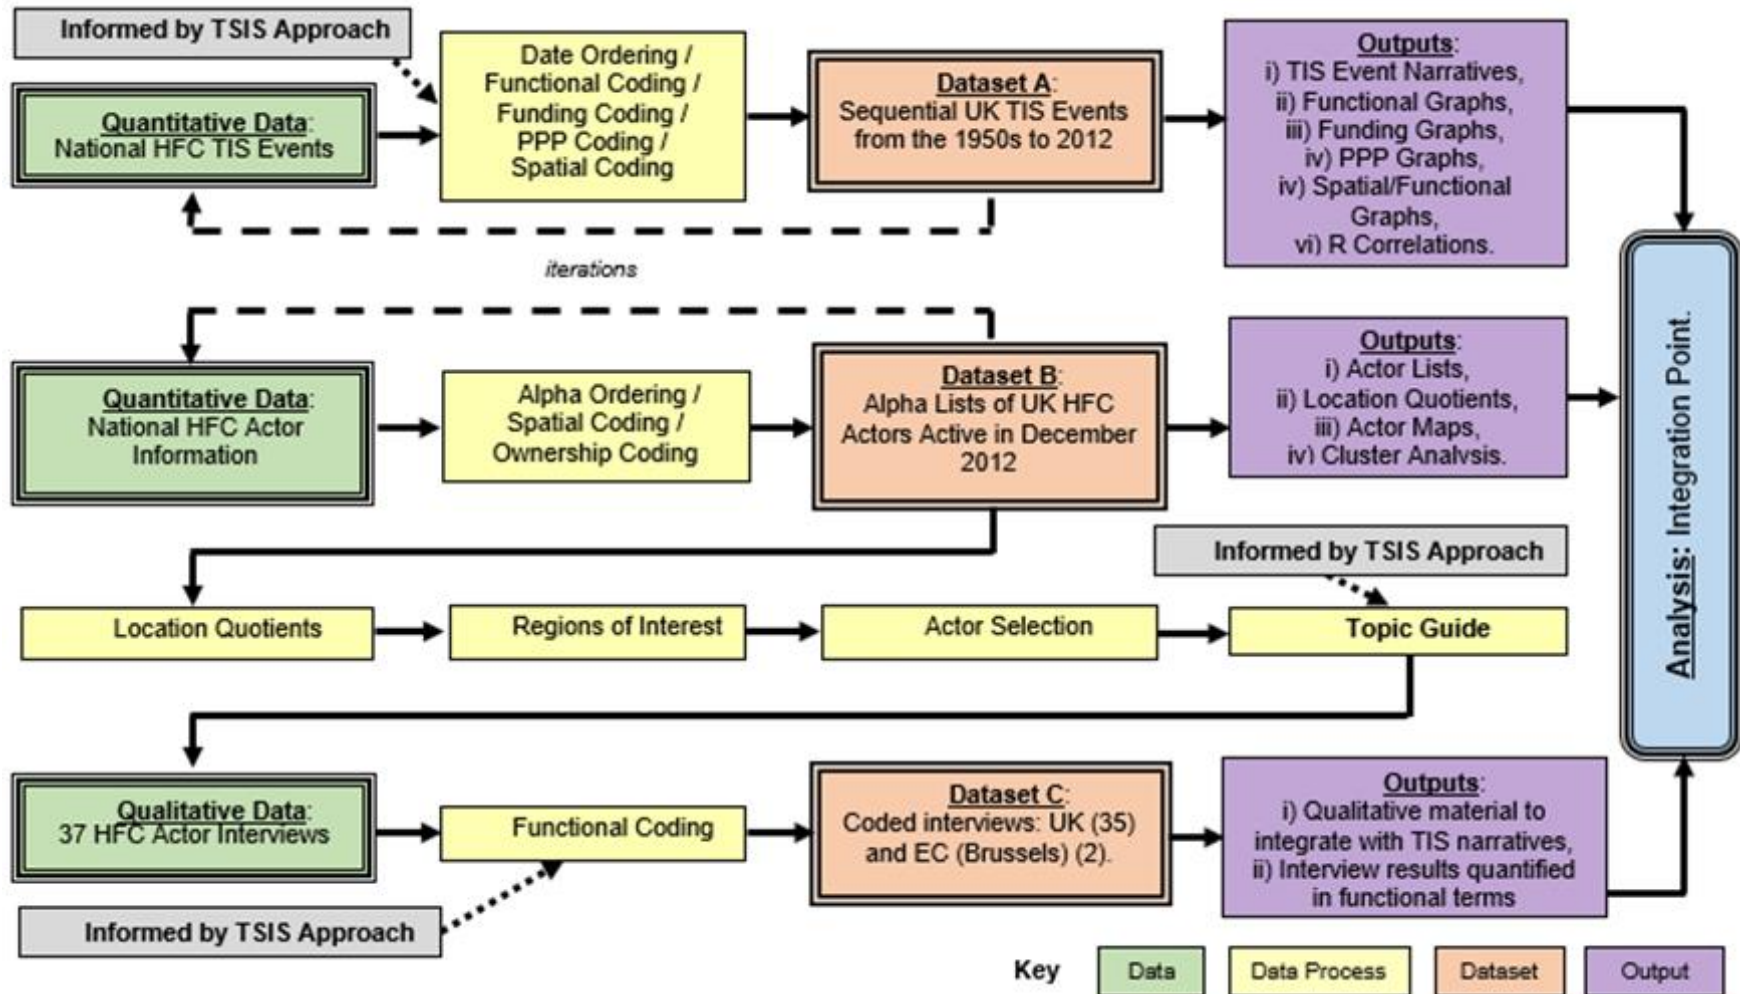 Informed by TSIS Approach
Quantitative Data:
National HFC TIS Events
Date Ordering /
Functional Coding /
Funding Coding /
PPP Coding /
Spatial Coding
Dataset A:
Sequential UK TIS Events
from the 1950s to 2012
Outputs:
i) TIS Event Narratives,
ii) Functional Graphs,
iii) Funding Graphs,
iv) PPP Graphs,
iv) Spatial/Functional
Graphs,
vi) R Correlations.
iterations
Quantitative Data:
National HFC Actor
Information
Alpha Ordering /
Spatial Coding /
Ownership Coding
Dataset B:
Alpha Lists of UK HFC
Actors Active in December
2012
Outputs:
i) Actor Lists,
ii) Location Quotients,
iii) Actor Maps,
iv) Cluster Analysis.
Analysis: Integration Point.
Informed by TSIS Approach
Location Quotients
Regions of Interest
Actor Selection
Topic Guide
Qualitative Data:
37 HFC Actor Interviews
Functional Coding
Dataset C:
Coded interviews: UK (35)
and EC (Brussels) (2).
Outputs:
i) Qualitative material to
integrate with TIS narratives,
ii) Interview results quantified
in functional terms
Informed by TSIS Approach
Key
Data
Data Process
Dataset
Output